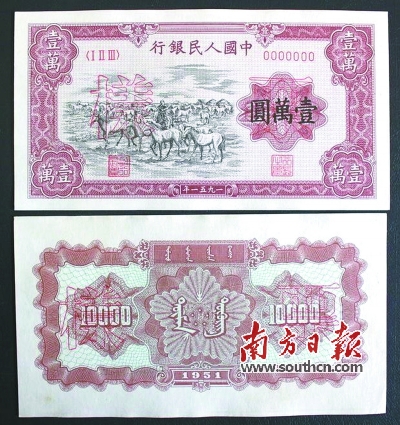 壹萬
行銀民人國中
壹萬
(I II III)
0000000
樣
圓萬壹
萬壹
萬壹
年一五九一
10000
10000
1951
南方日报
www.southcn.com